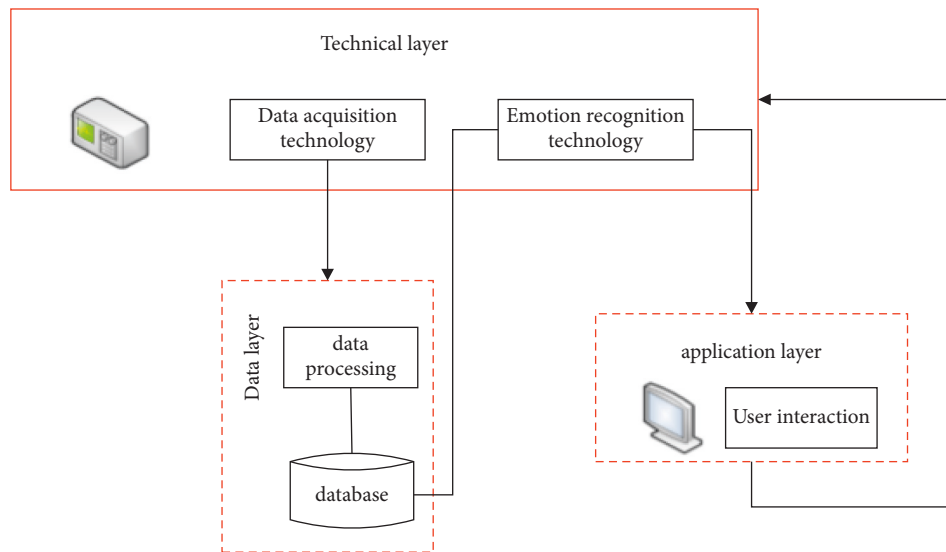 Technical layer
Data acquisition
technology
Emotion recognition
technology
Data layer
data
processing
database
application layer
User interaction